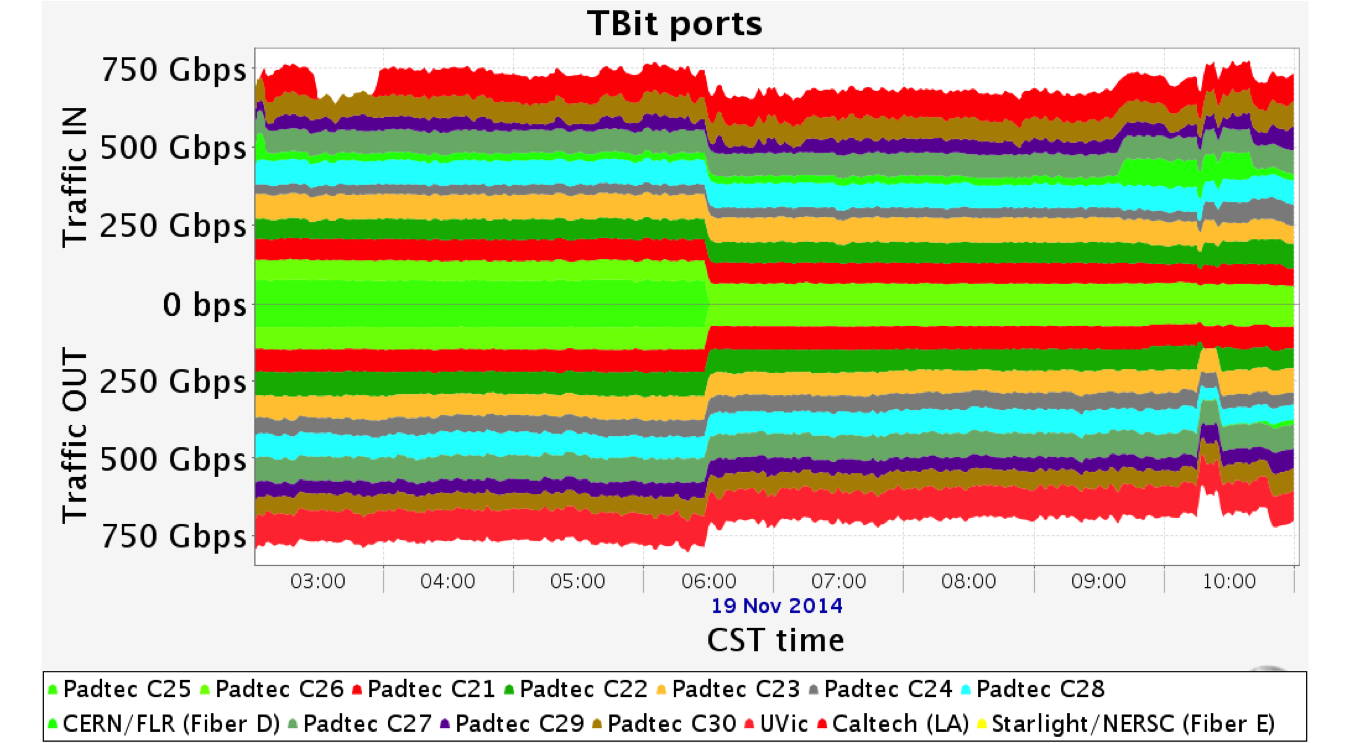 TBit ports
Traffic IN
Traffic OUT
750 Gbps
500 Gbps
250 Gbps
0 bps
250 Gbps
500 Gbps
750 Gbps
03:00 04:00 05:00 06:00 07:00 08:00 09:00 10:00
19 Nov 2014
CST time
Padtec C25 Padtec C26 Padtec C21 Padtec C22 Padtec C23 Padtec C24 Padtec C28
CERN/FLR (Fiber D) Padtec C27 Padtec C29 Padtec C30 UVic Caltech (LA) Starlight/NERSC (Fiber E)